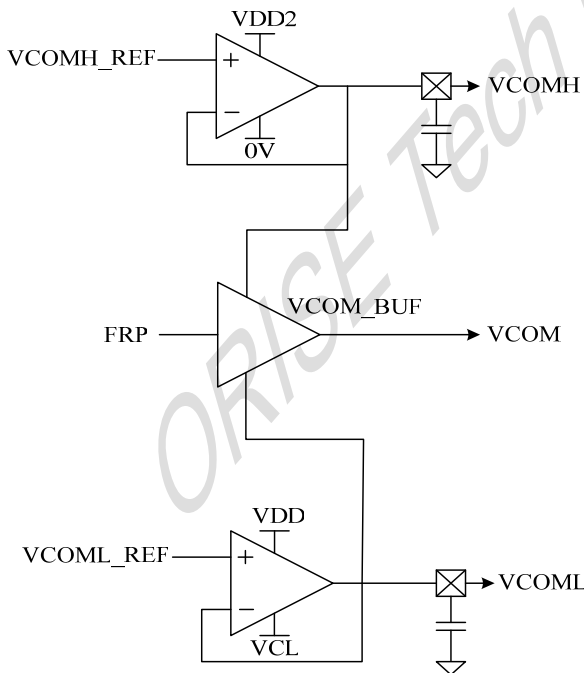 VDD2
VCOMH_REF
+
−
0V
VCOMH
FRP
VCOM_BUF
VCOM
VDD
VCOML_REF
+
−
VCL
VCOML
ORISE Tech